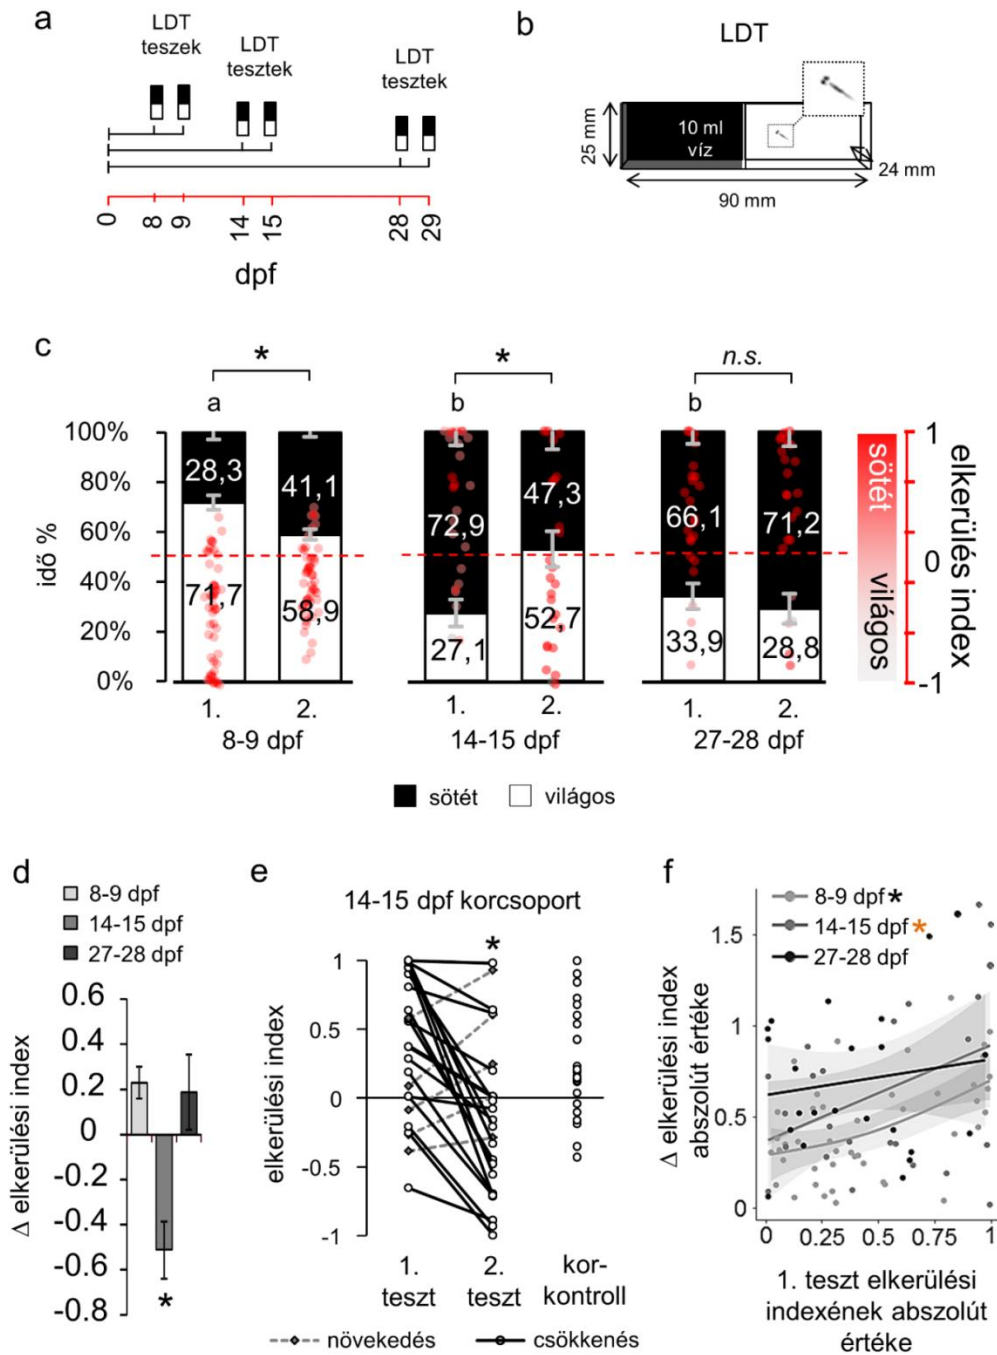 a
LDT
teszek
LDT
tesztek
LDT
tesztek
0
8
9
14
15
28
29
dpf
b
LDT
25 mm
10 ml
víz
24 mm
90 mm
c
*
*
n.s.
a
b
b
100%
80%
60%
40%
20%
0%
idő %
28,3
71,7
41,1
58,9
72,9
27,1
47,3
52,7
66,1
33,9
71,2
28,8
1.
2.
1.
2.
1.
2.
8-9 dpf
14-15 dpf
27-28 dpf
sötét
világos
1
0
-1
elkerülés index
sötét
világos
d
8-9 dpf
14-15 dpf
27-28 dpf
0.6
0.4
0.2
0
-0.2
-0.4
-0.6
-0.8
Δ elkerülési index
*
e
14-15 dpf korcsoport
*
1
0.5
0
-0.5
-1
elkerülési index
1.
teszt
2.
teszt
kor-
kontroll
növekedés
csökkenés
f
8-9 dpf *
14-15 dpf *
27-28 dpf
1.5
1
0.5
0
Δ elkerülési index
abszolút értéke
0
0.25
0.5
0.75
1
1. teszt elkerülési
indexének abszolút
értéke